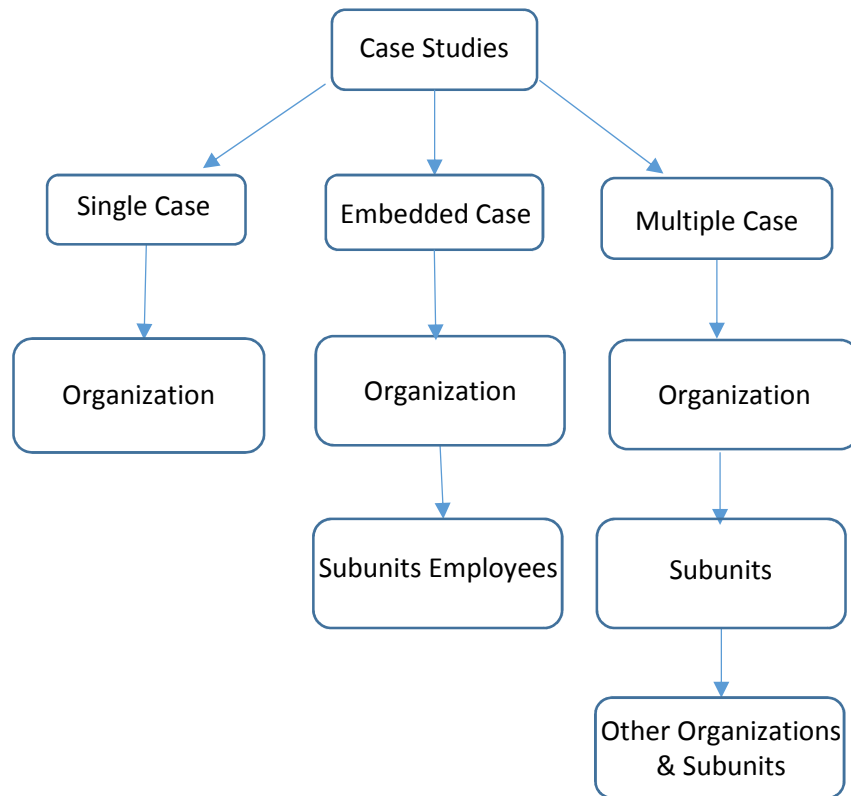 Case Studies
Single Case
Embedded Case
Multiple Case
Organization
Organization
Organization
Subunits Employees
Subunits
Other Organizations
& Subunits